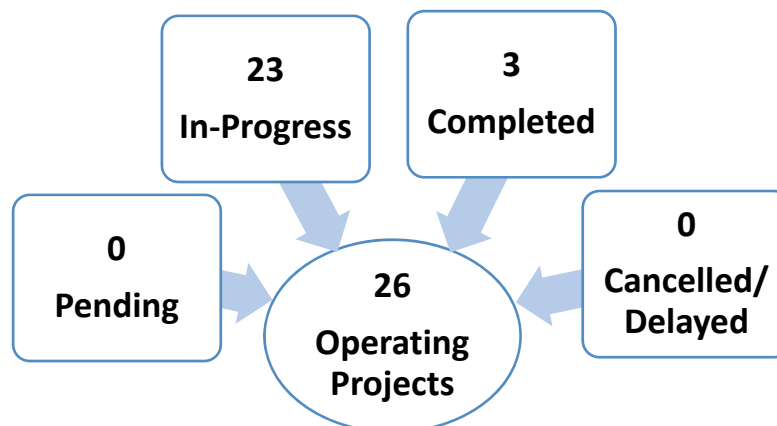 23
In-Progress
3
Completed
0
Pending
0
Cancelled/
Delayed
26
Operating
Projects